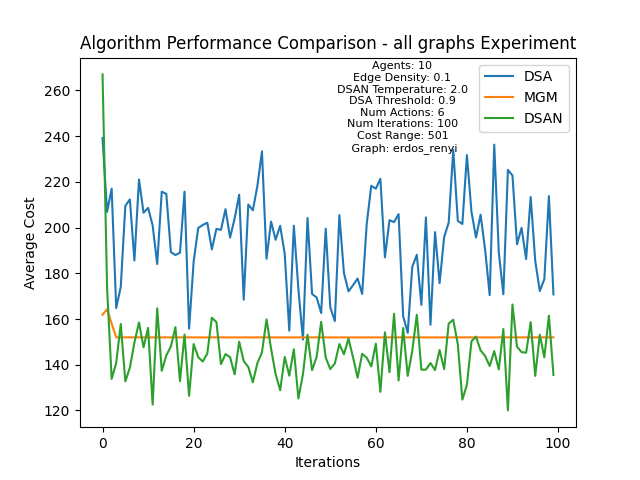 Algorithm Performance Comparison - all graphs Experiment
Agents: 10
Edge Density: 0.1
DSAN Temperature: 2.0
DSA Threshold: 0.9
Num Actions: 6
Num Iterations: 100
Cost Range: 501
Graph: erdos_renyi
DSA
MGM
DSAN
Average Cost
260
240
220
200
180
160
140
120
0 20 40 60 80 100
Iterations